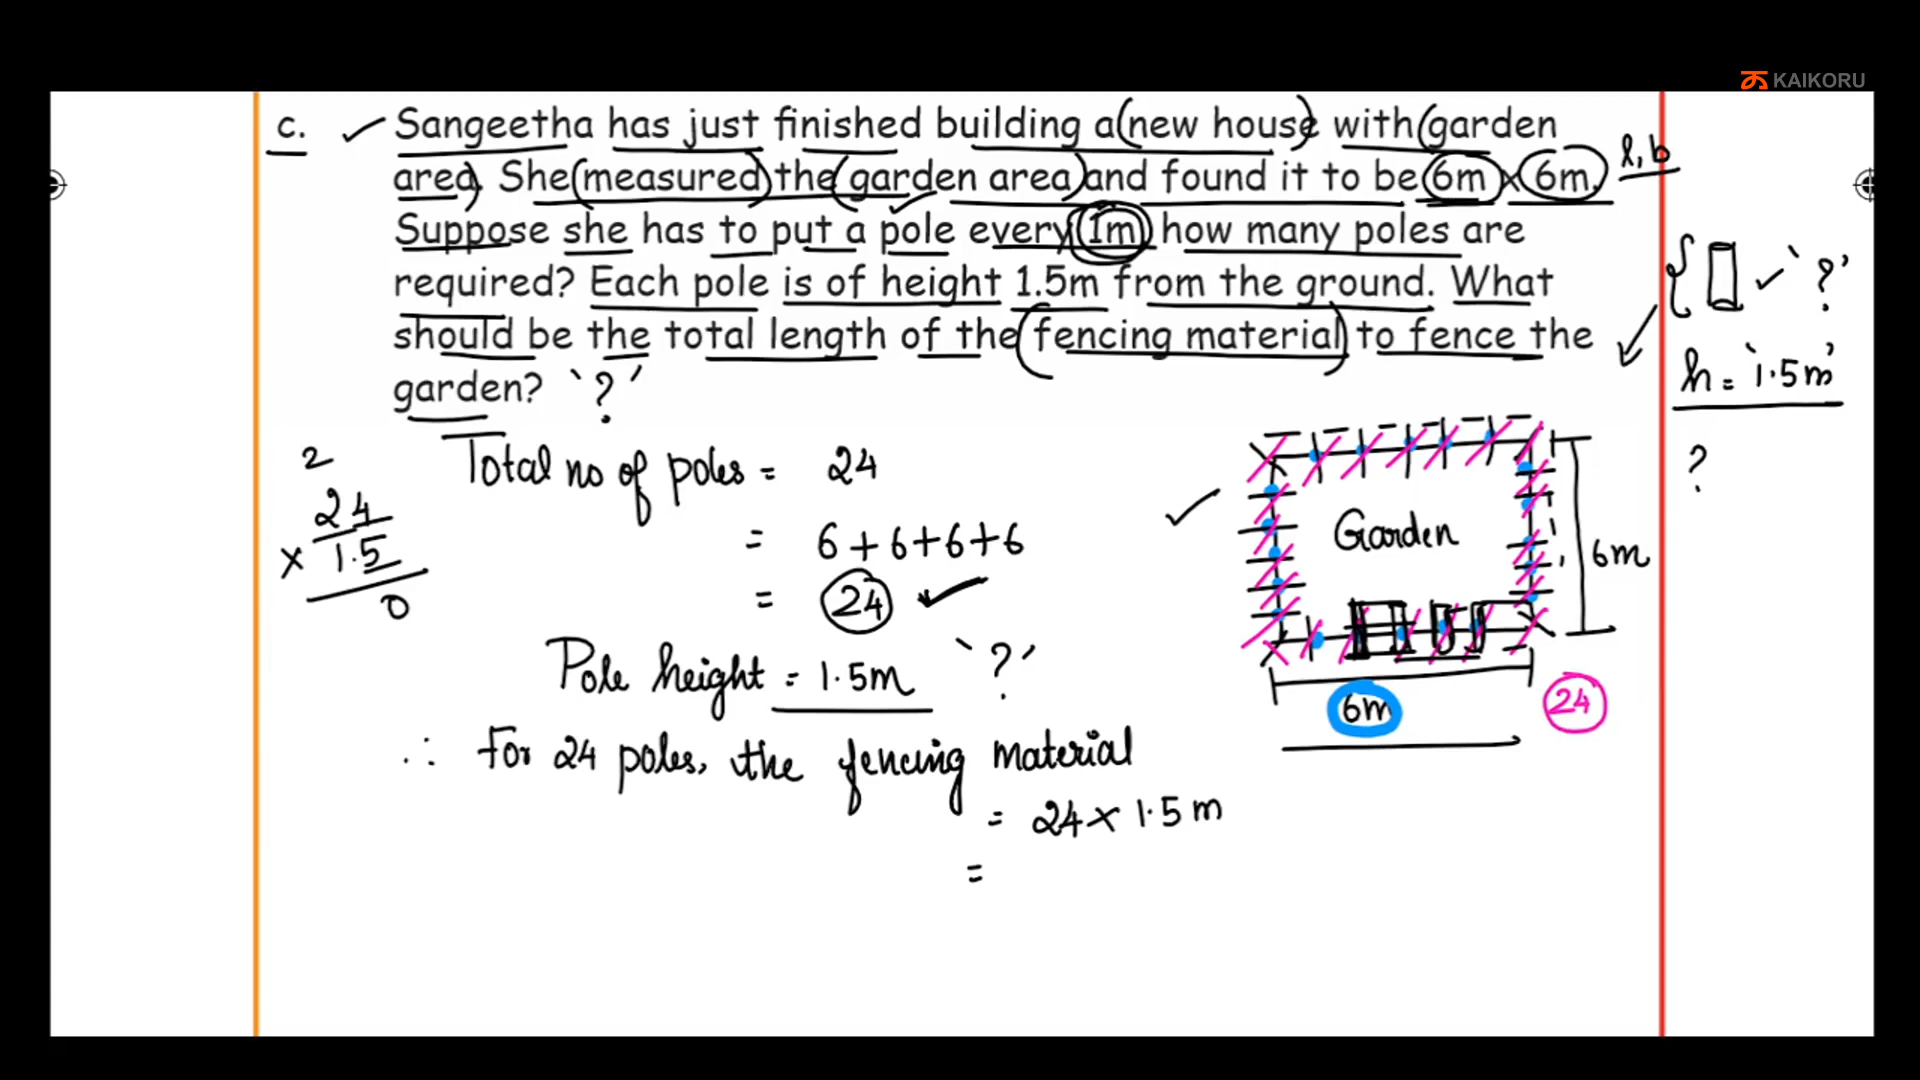 KAIKORU
c. Sangeetha has just finished building a new house with garden
area. She measured the garden area and found it to be 6m x 6m.
l, b
Suppose she has to put a pole every 1m how many poles are
required? Each pole is of height 1.5m from the ground. What
should be the total length of the fencing material to fence the
garden? '?'
'?'
h = '1.5m'
?
Total no of poles = 24
= 6+6+6+6
= 24
2
24
x 1.5
0
Garden
6m
6m
24
Pole height = 1.5m '?'
∴ For 24 poles, the fencing material
= 24 x 1.5 m
=